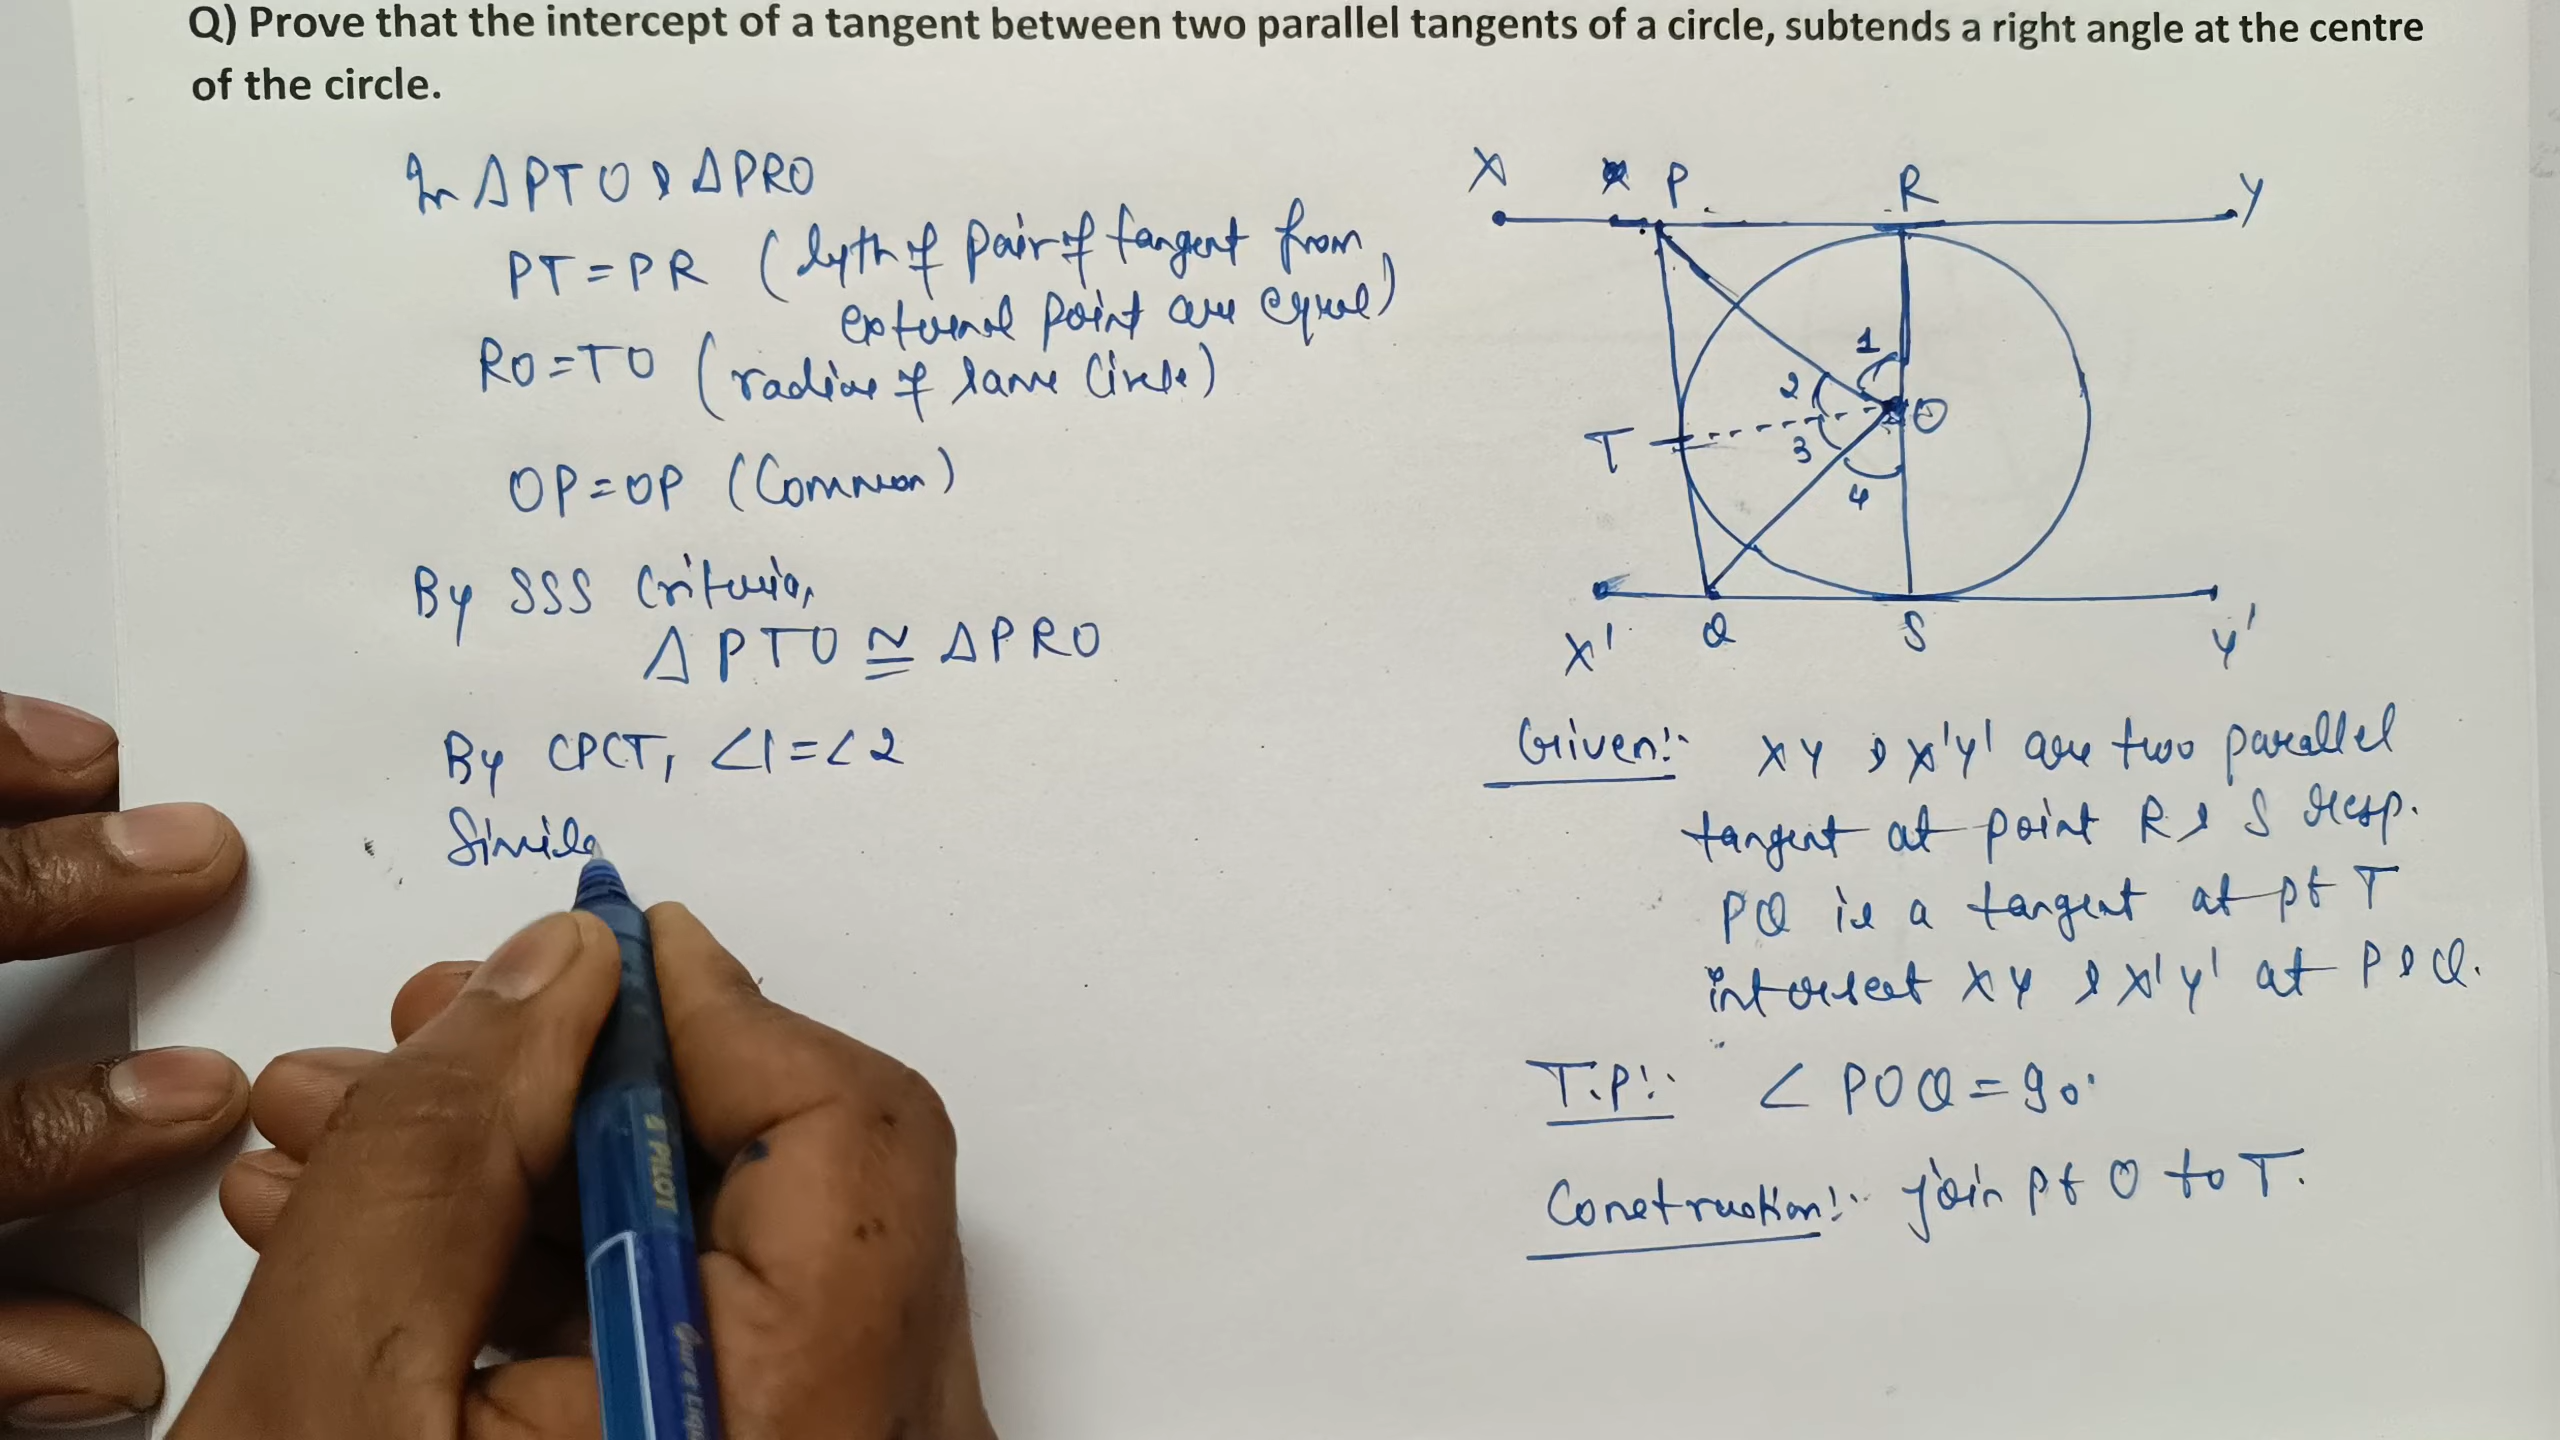 Q) Prove that the intercept of a tangent between two parallel tangents of a circle, subtends a right angle at the centre
of the circle.
In ΔPTO & ΔPRO
PT = PR (lgth of pair of tangent from
external point are equal)
RO = TO (radius of same circle)
OP = OP (Common)
By SSS Criteria,
ΔPTO ≅ ΔPRO
By CPCT, ∠1 = ∠2
Simila
X P R Y
1
2
O
T
3
4
X' Q S Y'
Given:- XY & X'Y' are two parallel
tangent at point R & S resp.
PQ is a tangent at pt T
intersect XY & X'Y' at P & Q.
T.P:- ∠POQ = 90°
Construction:- join pt O to T.
PILOT